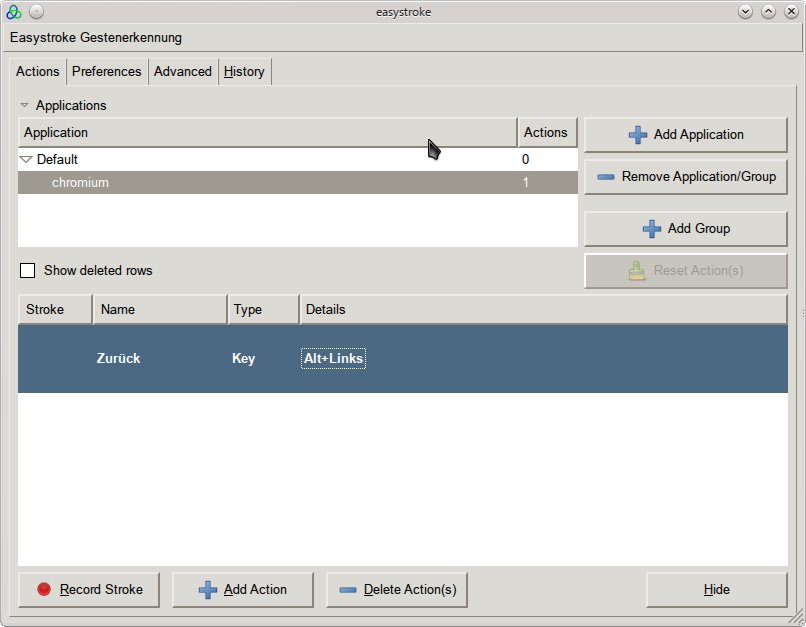 easystroke
Easystroke Gestenerkennung
Actions Preferences Advanced History
Applications
Application Actions
Default 0
chromium 1
Add Application
Remove Application/Group
Add Group
Reset Action(s)
Show deleted rows
Stroke Name Type Details
Zurück Key Alt+Links
Record Stroke Add Action Delete Action(s) Hide